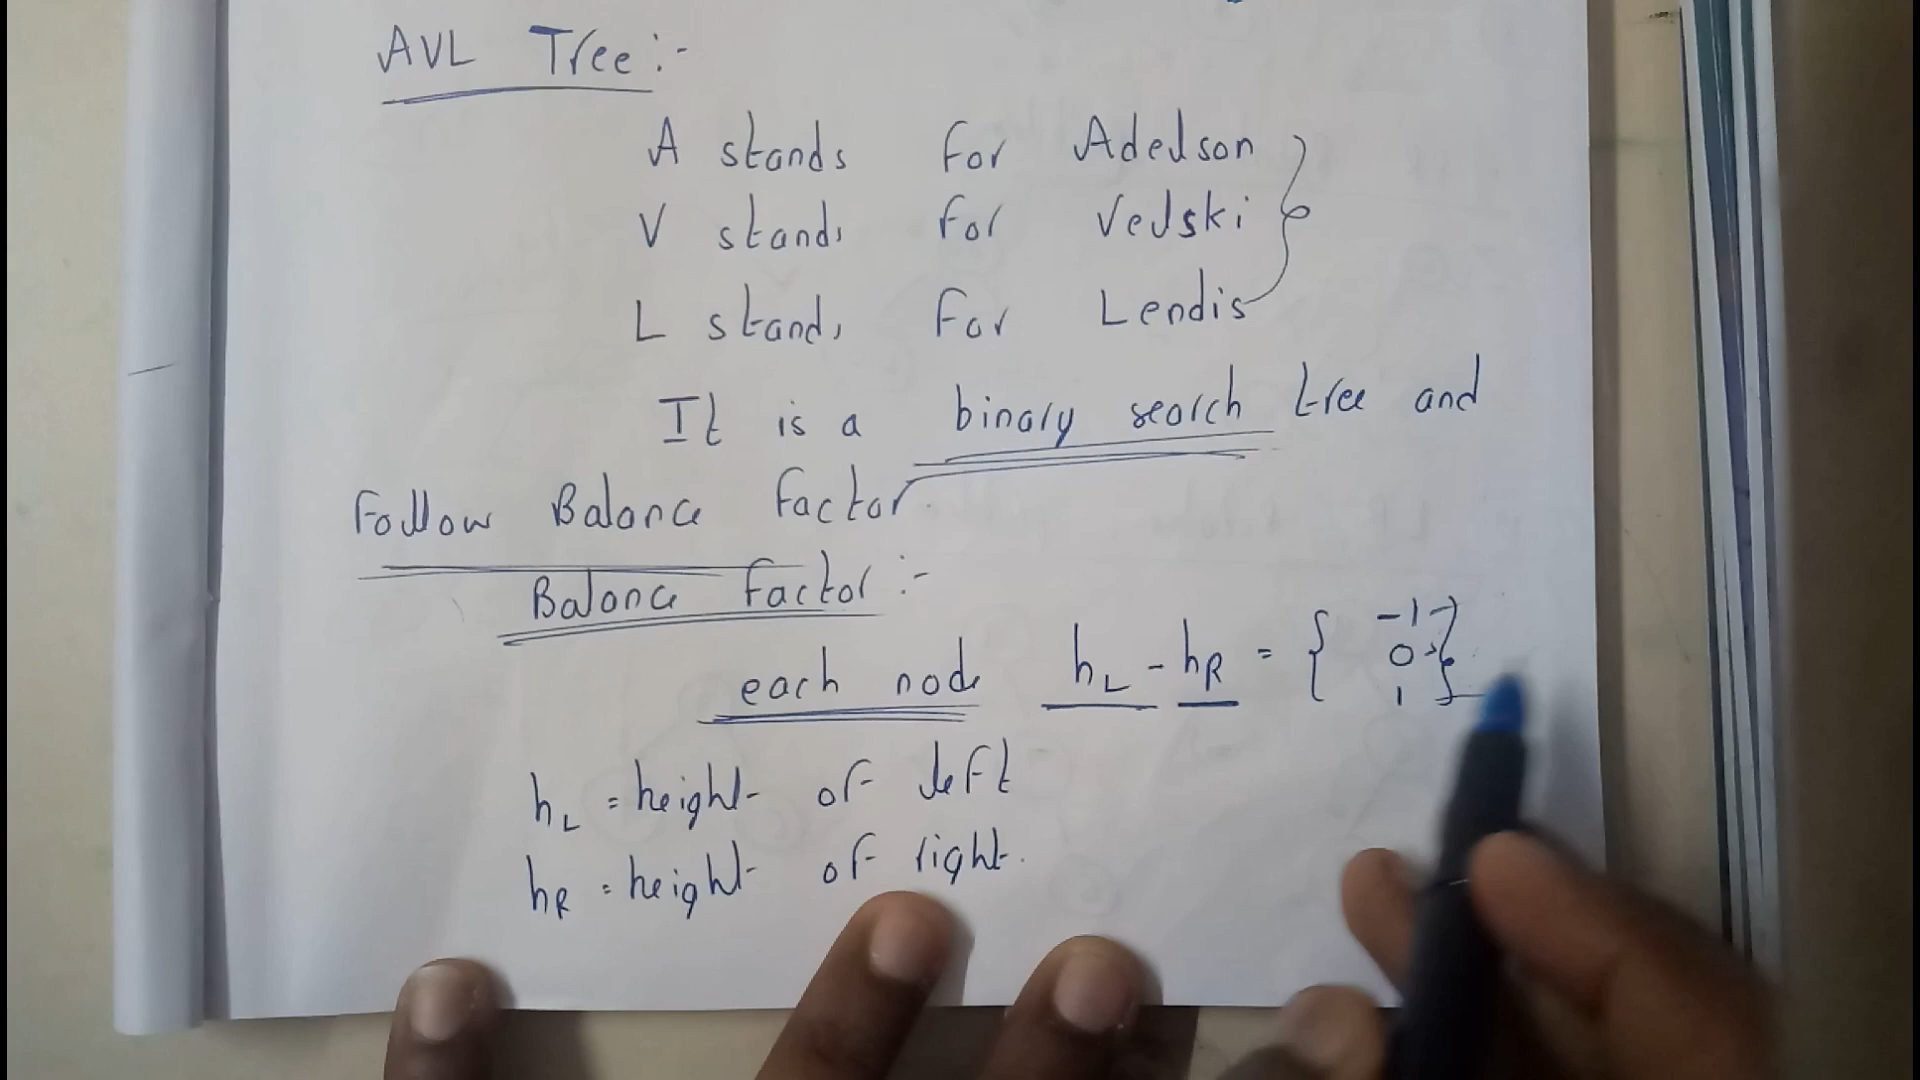 AVL Tree :-
A stands for Adelson
V stands for Velski
L stands for Lendis
It is a binary search tree and
Follow Balance factor.
Balance factor :-
each node hL - hR = { -1
0
1 }
hL = height of left
hR = height of right.